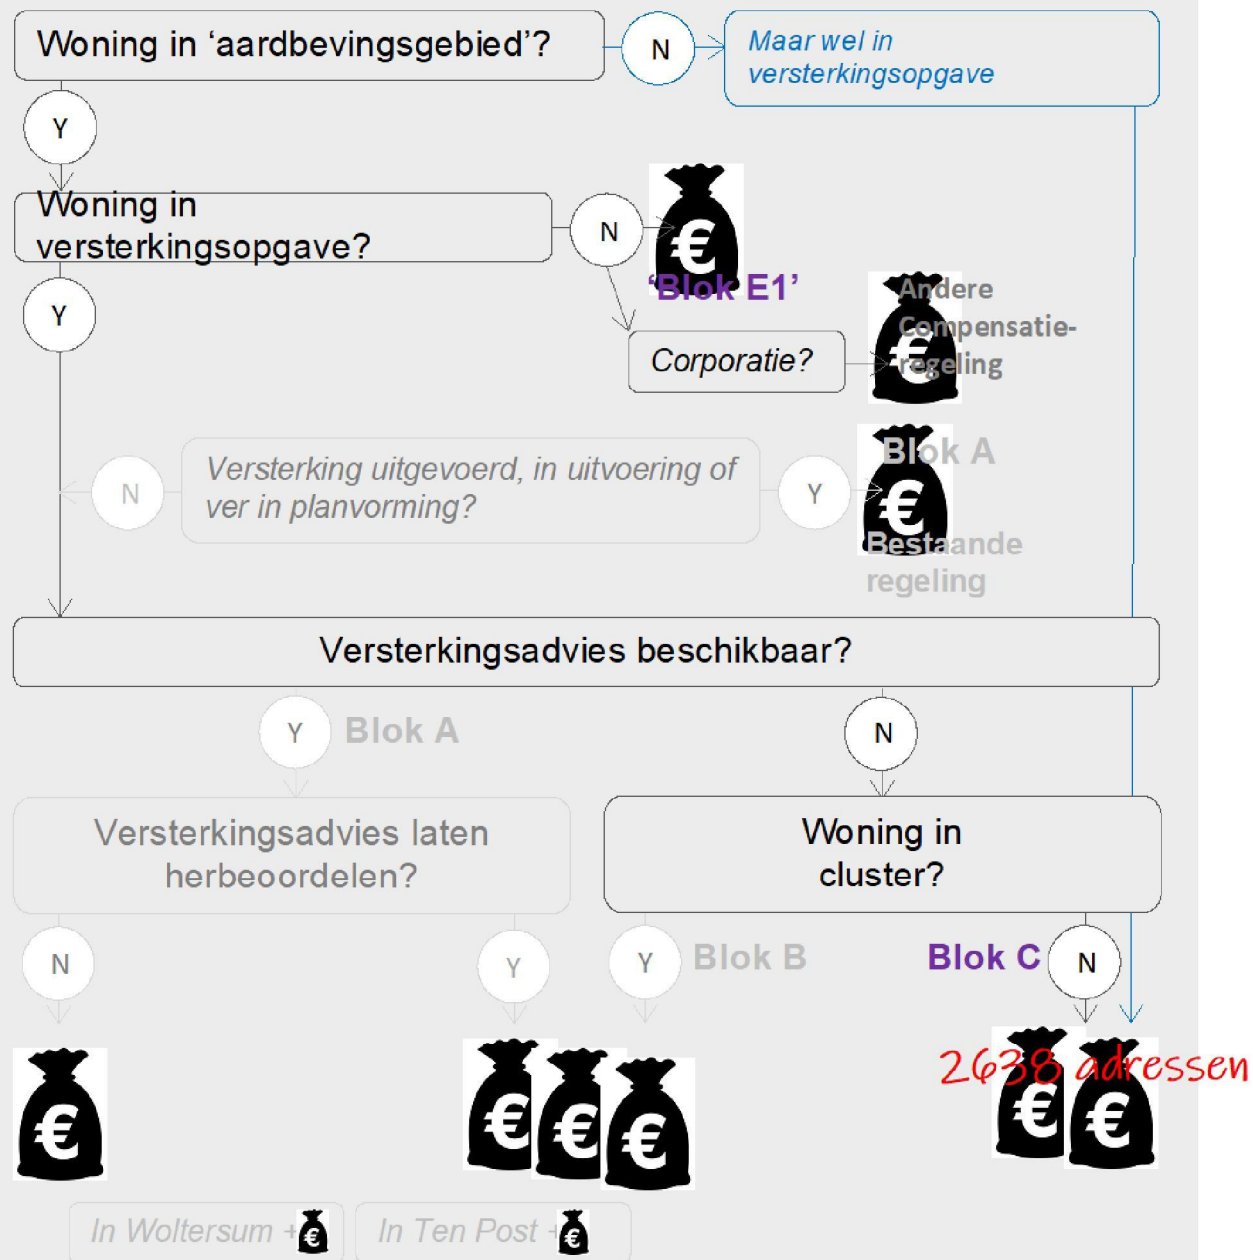 Woning in ‘aardbevingsgebied’?
N
Maar wel in
versterkingsopgave
Y
Woning in
versterkingsopgave?
N
€
‘Blok E1’
Y
Andere
Compensatie-
regeling
€
Corporatie?
Versterking uitgevoerd, in uitvoering of
ver in planvorming?
N
Y
Blok A
€
Bestaande
regeling
Versterkingsadvies beschikbaar?
Y
Blok A
N
Versterkingsadvies laten
herbeoordelen?
Woning in
cluster?
N
Y
Y
Blok B
Blok C
N
2638 adressen
€
€
€
€
€
€
In Woltersum +
€
In Ten Post +
€